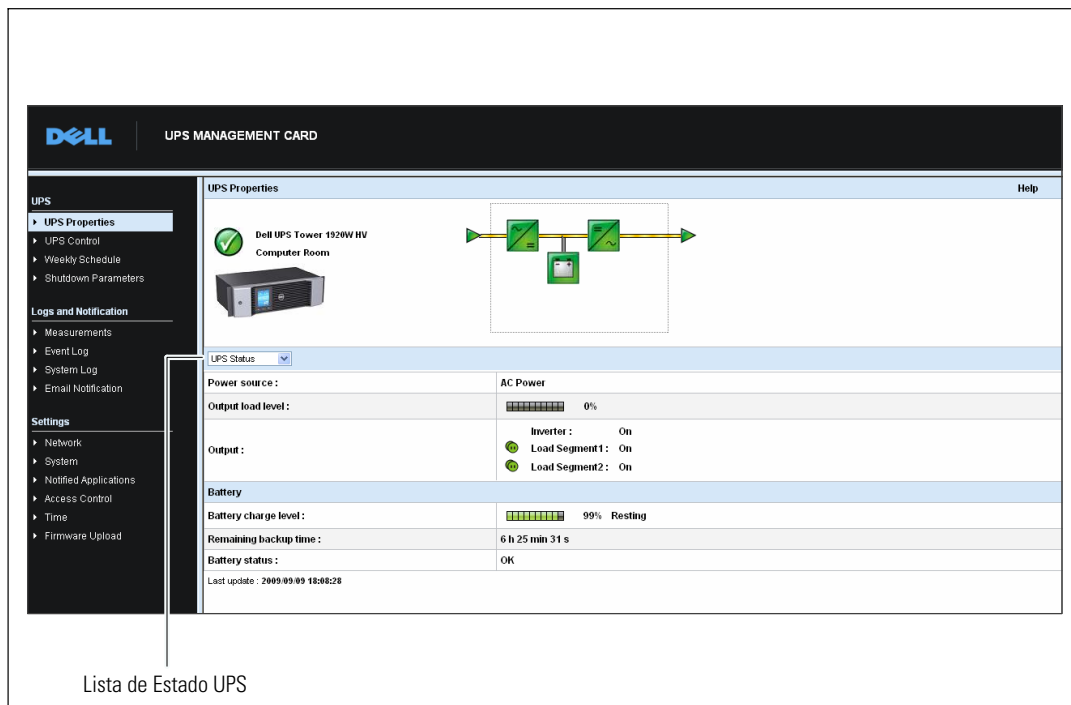 DELL
UPS MANAGEMENT CARD
UPS
UPS Properties
UPS Control
Weekly Schedule
Shutdown Parameters
Logs and Notification
Measurements
Event Log
System Log
Email Notification
Settings
Network
System
Notified Applications
Access Control
Time
Firmware Upload
UPS Properties Help
Dell UPS Tower 1920W HV
Computer Room
UPS Status
Power source : AC Power
Output load level : 0%
Output :
Inverter : On
Load Segment1 : On
Load Segment2 : On
Battery
Battery charge level : 99% Resting
Remaining backup time : 6 h 25 min 31 s
Battery status : OK
Last update : 2009/09/09 18:08:28
Lista de Estado UPS